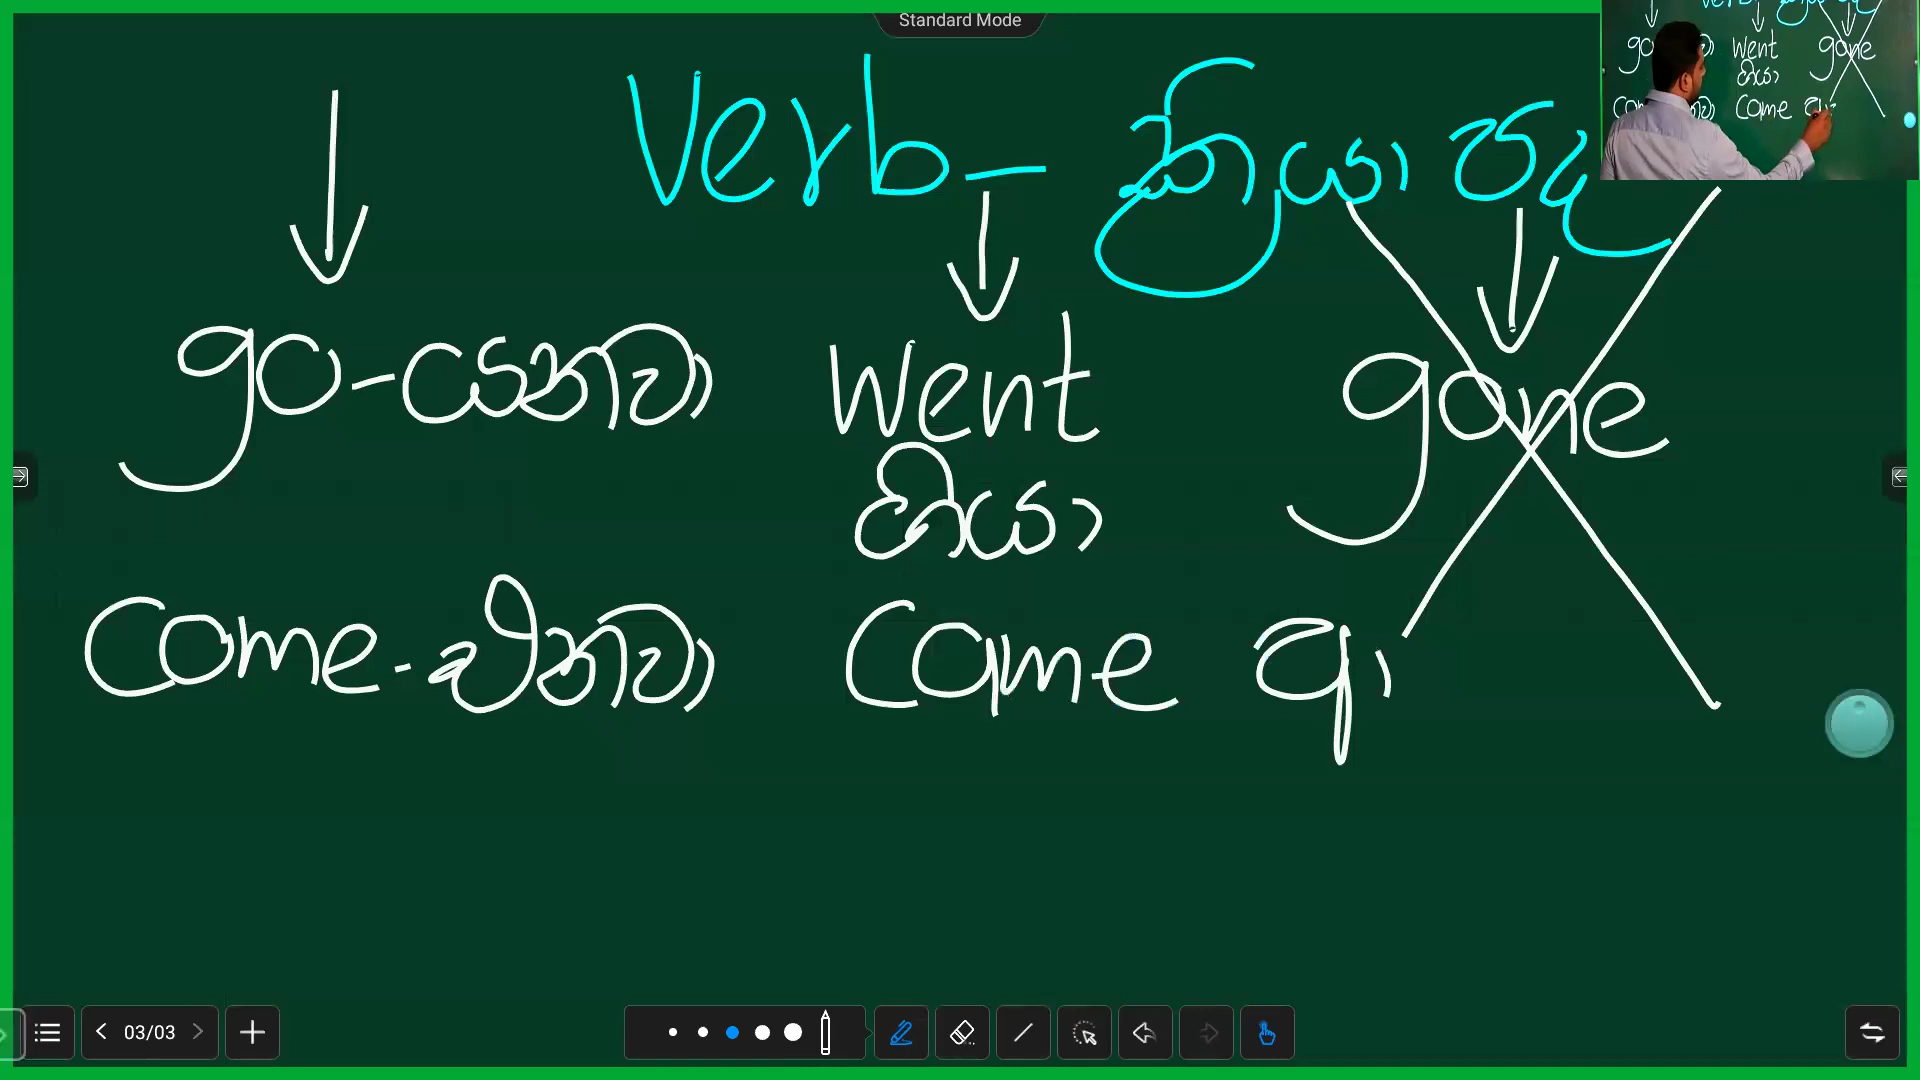 Standard Mode
Verb – ක්‍රියා පද
go - යනවා went gone
ගියා
come - එනවා came ආ
03/03